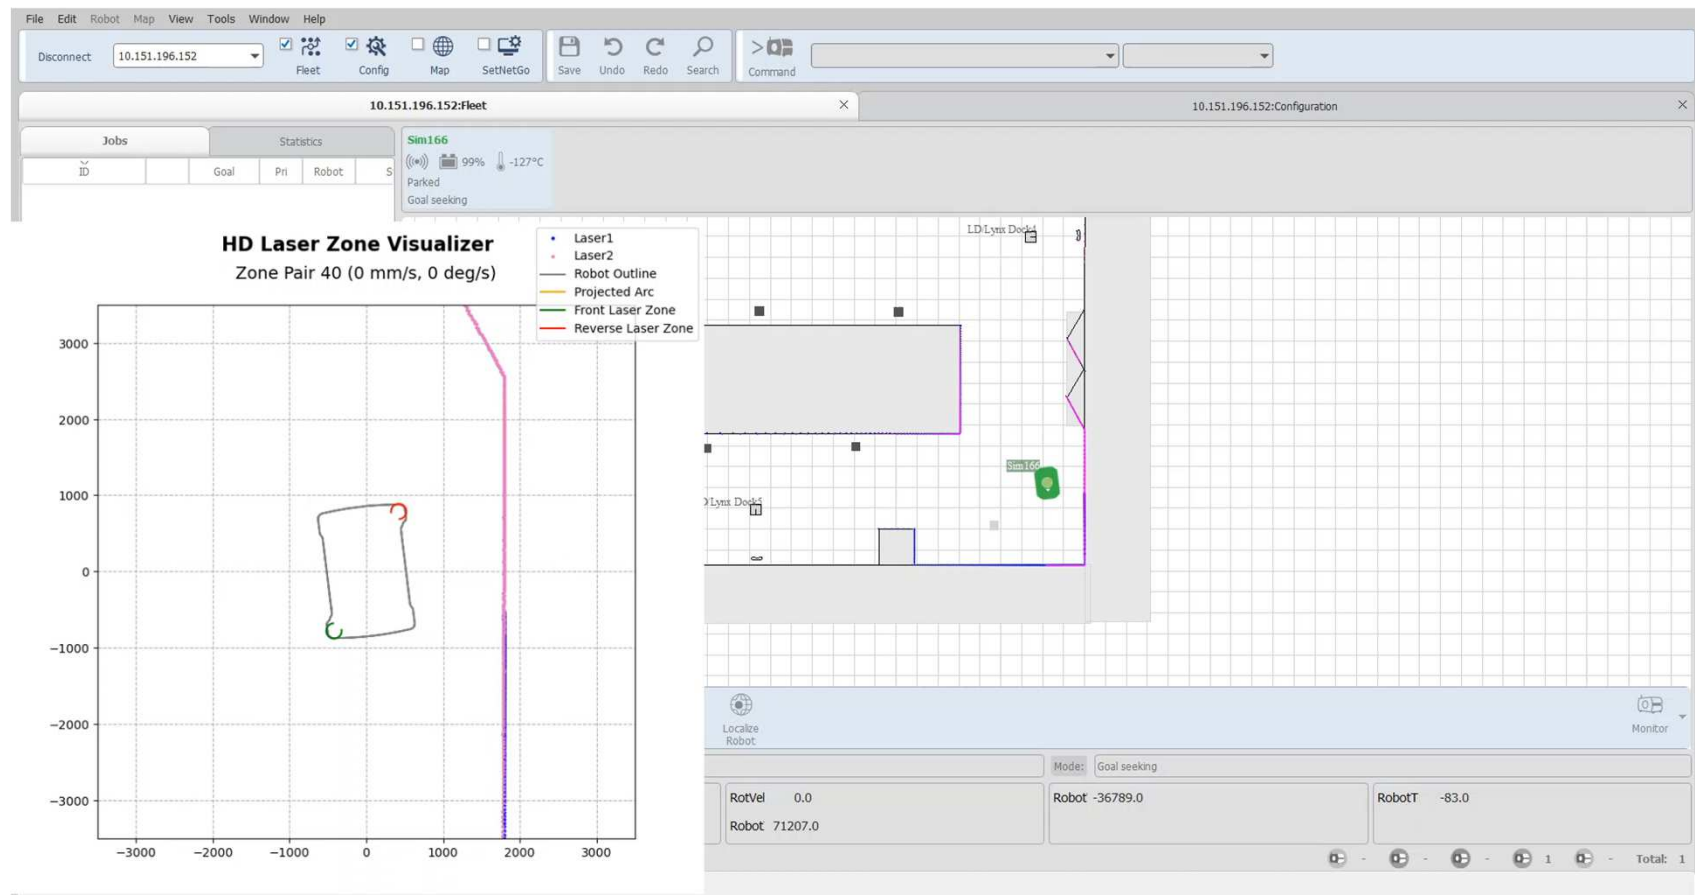 File Edit Robot Map View Tools Window Help
Disconnect 10.151.196.152 Fleet Config Map SetNetGo Save Undo Redo Search >Command
10.151.196.152:Fleet 10.151.196.152:Configuration
Jobs Statistics
ID Goal Pri Robot S
Sim166
99% -127°C
Parked
Goal seeking
HD Laser Zone Visualizer
Zone Pair 40 (0 mm/s, 0 deg/s)
Laser1
Laser2
Robot Outline
Projected Arc
Front Laser Zone
Reverse Laser Zone
3000
2000
1000
0
−1000
−2000
−3000
−3000 −2000 −1000 0 1000 2000 3000
Sim166
Localize
Robot
Monitor
Mode: Goal seeking
RotVel 0.0
Robot 71207.0
Robot -36789.0
RobotT -83.0
- - - 1 - Total: 1